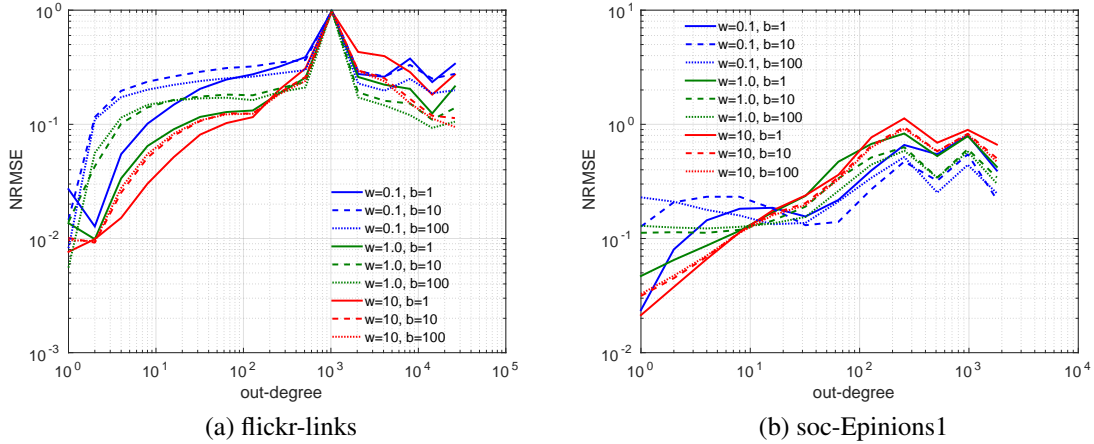 10^0
10^-1
10^-2
10^-3
NRMSE
10^0
10^1
10^2
10^3
10^4
10^5
out-degree
w=0.1, b=1
w=0.1, b=10
w=0.1, b=100
w=1.0, b=1
w=1.0, b=10
w=1.0, b=100
w=10, b=1
w=10, b=10
w=10, b=100
(a) flickr-links
10^1
10^0
10^-1
10^-2
NRMSE
10^0
10^1
10^2
10^3
10^4
out-degree
w=0.1, b=1
w=0.1, b=10
w=0.1, b=100
w=1.0, b=1
w=1.0, b=10
w=1.0, b=100
w=10, b=1
w=10, b=10
w=10, b=100
(b) soc-Epinions1